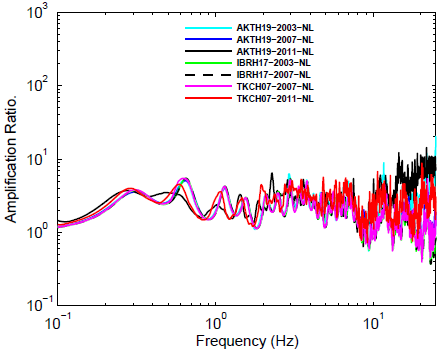 10³
AKTH19−2003−NL
AKTH19−2007−NL
AKTH19−2011−NL
IBRH17−2003−NL
IBRH17−2007−NL
TKCH07−2007−NL
TKCH07−2011−NL
10²
Amplification Ratio.
10¹
10⁰
10⁻¹
10⁻¹ 10⁰ 10¹
Frequency (Hz)